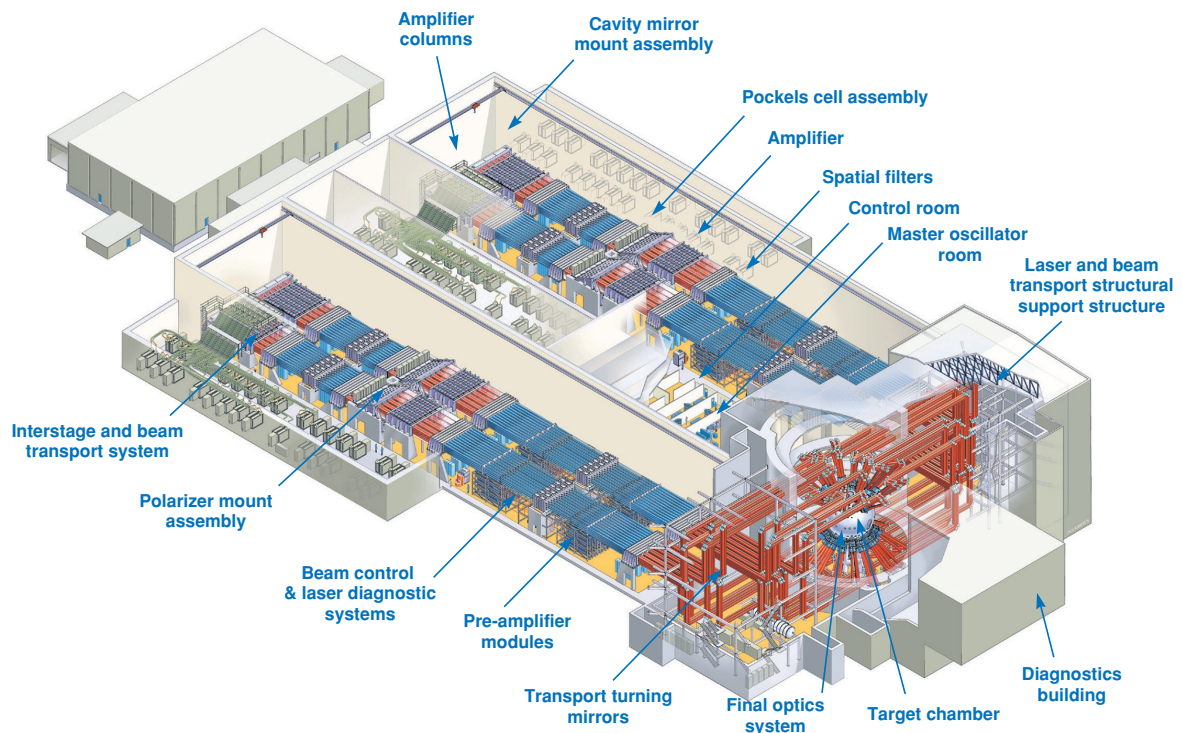 Amplifier
columns
Cavity mirror
mount assembly
Pockels cell assembly
Amplifier
Spatial filters
Control room
Master oscillator
room
Laser and beam
transport structural
support structure
Interstage and beam
transport system
Polarizer mount
assembly
Beam control
& laser diagnostic
systems
Pre-amplifier
modules
Transport turning
mirrors
Final optics
system
Target chamber
Diagnostics
building